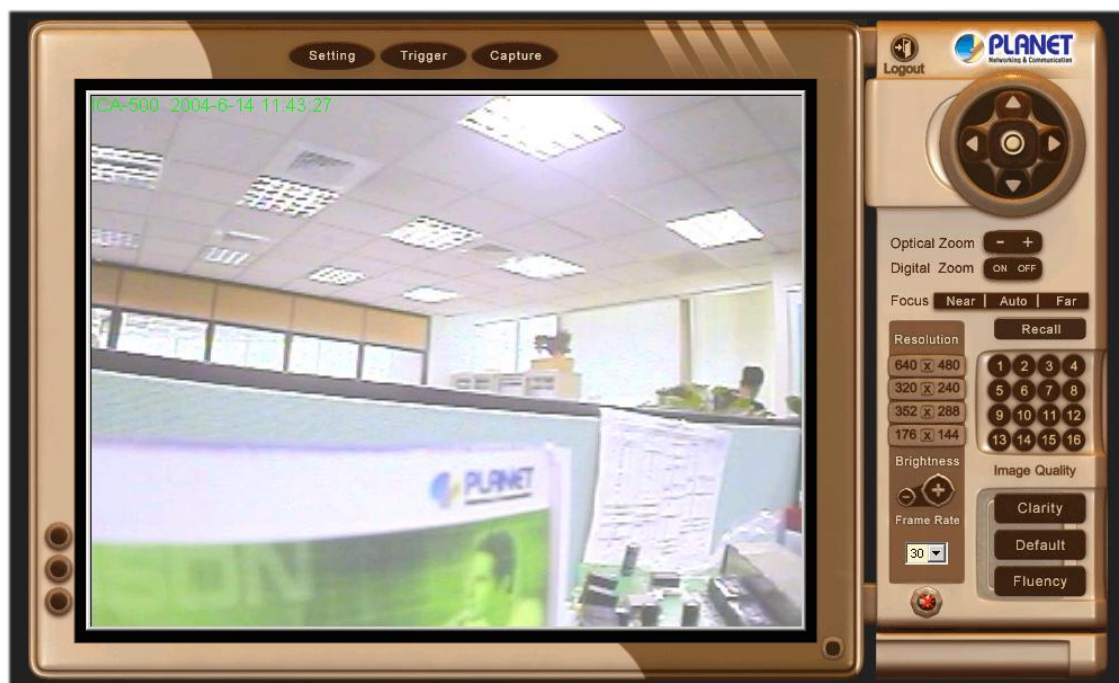 Setting Trigger Capture
Logout
PLANET
Networking & Communication
ICA-500 2004-6-14 11:43:27
Optical Zoom - +
Digital Zoom ON OFF
Focus Near | Auto | Far
Resolution
640 x 480
320 x 240
352 x 288
176 x 144
Brightness
- +
Frame Rate
30
Recall
1 2 3 4
5 6 7 8
9 10 11 12
13 14 15 16
Image Quality
Clarity
Default
Fluency
PLANET